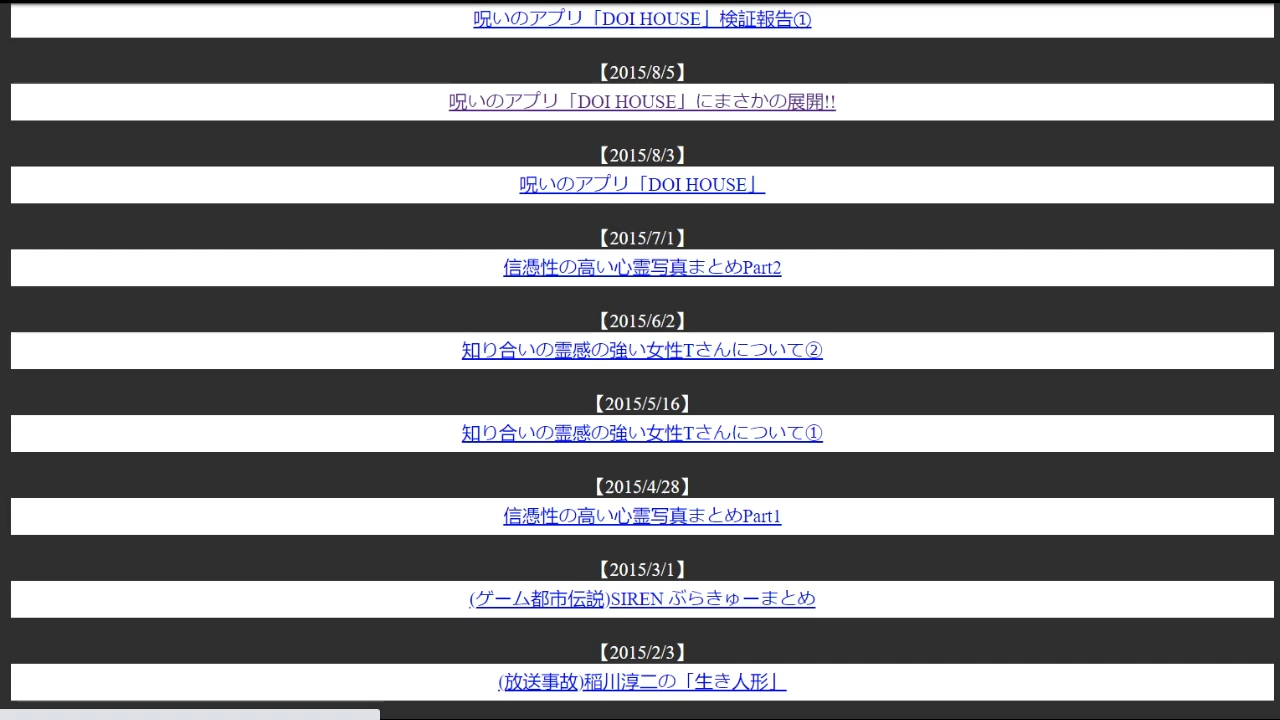 呪いのアプリ「DOI HOUSE」検証報告①
【2015/8/5】
呪いのアプリ「DOI HOUSE」にまさかの展開!!
【2015/8/3】
呪いのアプリ「DOI HOUSE」
【2015/7/1】
信憑性の高い心霊写真まとめPart2
【2015/6/2】
知り合いの霊感の強い女性Tさんについて②
【2015/5/16】
知り合いの霊感の強い女性Tさんについて①
【2015/4/28】
信憑性の高い心霊写真まとめPart1
【2015/3/1】
(ゲーム都市伝説)SIREN ぶらきゅーまとめ
【2015/2/3】
(放送事故)稲川淳二の「生き人形」